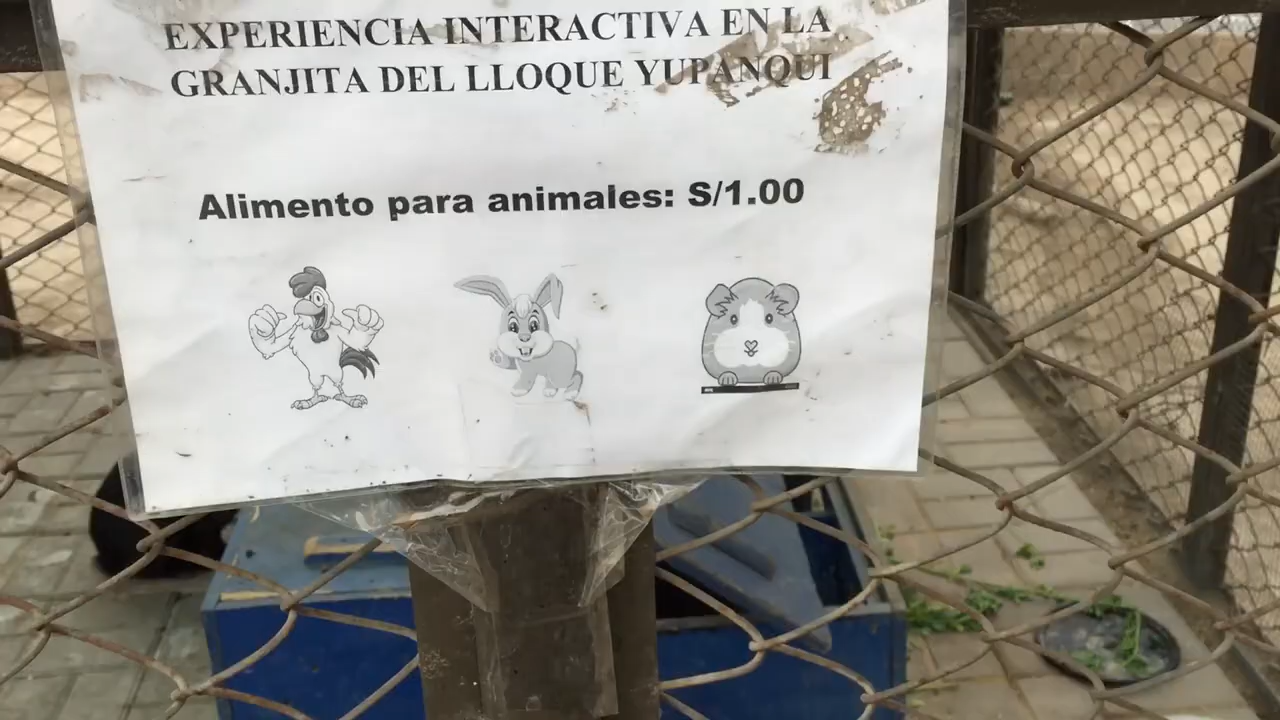 EXPERIENCIA INTERACTIVA EN LA
GRANJITA DEL LLOQUE YUPANQUI
Alimento para animales: S/1.00